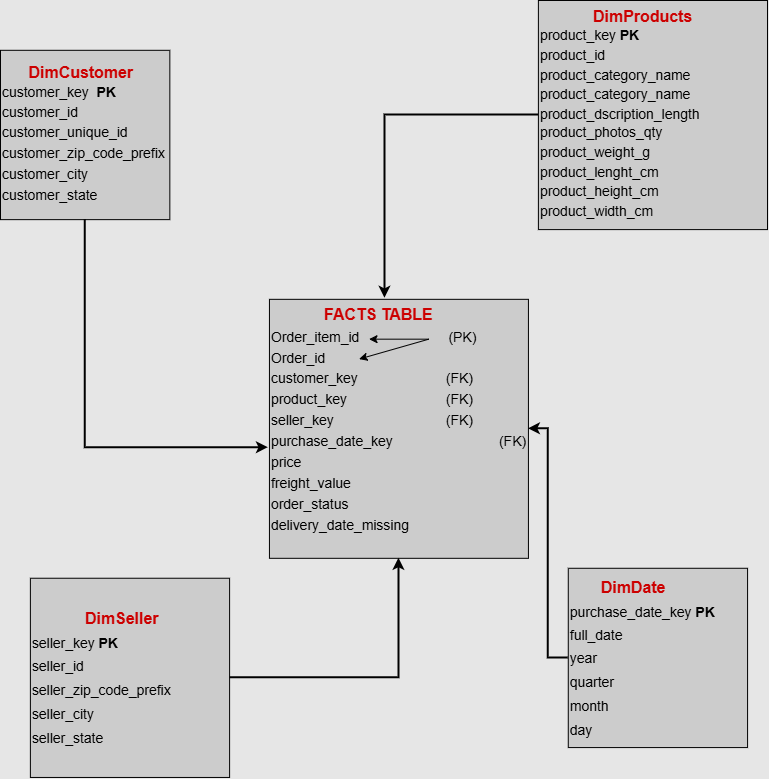 DimProducts
product_key PK
product_id
product_category_name
product_category_name
product_dscription_length
product_photos_qty
product_weight_g
product_lenght_cm
product_height_cm
product_width_cm
DimCustomer
customer_key PK
customer_id
customer_unique_id
customer_zip_code_prefix
customer_city
customer_state
FACTS TABLE
Order_item_id (PK)
Order_id
customer_key (FK)
product_key (FK)
seller_key (FK)
purchase_date_key (FK)
price
freight_value
order_status
delivery_date_missing
DimSeller
seller_key PK
seller_id
seller_zip_code_prefix
seller_city
seller_state
DimDate
purchase_date_key PK
full_date
year
quarter
month
day